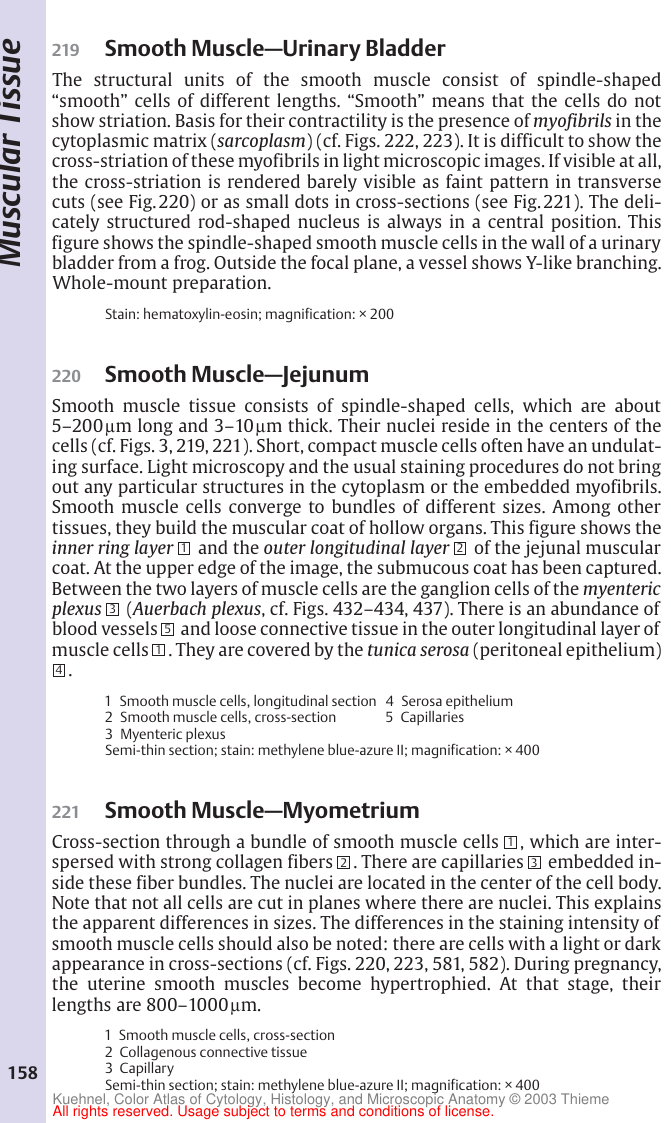 Muscular Tissue
219 Smooth Muscle—Urinary Bladder
The structural units of the smooth muscle consist of spindle-shaped
“smooth” cells of different lengths. “Smooth” means that the cells do not
show striation. Basis for their contractility is the presence of myofibrils in the
cytoplasmic matrix (sarcoplasm) (cf. Figs. 222, 223). It is difficult to show the
cross-striation of these myofibrils in light microscopic images. If visible at all,
the cross-striation is rendered barely visible as faint pattern in transverse
cuts (see Fig. 220) or as small dots in cross-sections (see Fig. 221). The deli-
cately structured rod-shaped nucleus is always in a central position. This
figure shows the spindle-shaped smooth muscle cells in the wall of a urinary
bladder from a frog. Outside the focal plane, a vessel shows Y-like branching.
Whole-mount preparation.
Stain: hematoxylin-eosin; magnification: × 200
220 Smooth Muscle—Jejunum
Smooth muscle tissue consists of spindle-shaped cells, which are about
5–200 µm long and 3–10 µm thick. Their nuclei reside in the centers of the
cells (cf. Figs. 3, 219, 221). Short, compact muscle cells often have an undulat-
ing surface. Light microscopy and the usual staining procedures do not bring
out any particular structures in the cytoplasm or the embedded myofibrils.
Smooth muscle cells converge to bundles of different sizes. Among other
tissues, they build the muscular coat of hollow organs. This figure shows the
inner ring layer 1 and the outer longitudinal layer 2 of the jejunal muscular
coat. At the upper edge of the image, the submucous coat has been captured.
Between the two layers of muscle cells are the ganglion cells of the myenteric
plexus 3 (Auerbach plexus, cf. Figs. 432–434, 437). There is an abundance of
blood vessels 5 and loose connective tissue in the outer longitudinal layer of
muscle cells 1. They are covered by the tunica serosa (peritoneal epithelium)
4.
1 Smooth muscle cells, longitudinal section 4 Serosa epithelium
2 Smooth muscle cells, cross-section 5 Capillaries
3 Myenteric plexus
Semi-thin section; stain: methylene blue-azure II; magnification: × 400
221 Smooth Muscle—Myometrium
Cross-section through a bundle of smooth muscle cells 1, which are inter-
spersed with strong collagen fibers 2. There are capillaries 3 embedded in-
side these fiber bundles. The nuclei are located in the center of the cell body.
Note that not all cells are cut in planes where there are nuclei. This explains
the apparent differences in sizes. The differences in the staining intensity of
smooth muscle cells should also be noted: there are cells with a light or dark
appearance in cross-sections (cf. Figs. 220, 223, 581, 582). During pregnancy,
the uterine smooth muscles become hypertrophied. At that stage, their
lengths are 800–1000 µm.
1 Smooth muscle cells, cross-section
2 Collagenous connective tissue
3 Capillary
Semi-thin section; stain: methylene blue-azure II; magnification: × 400
158
Kuehnel, Color Atlas of Cytology, Histology, and Microscopic Anatomy © 2003 Thieme
All rights reserved. Usage subject to terms and conditions of license.